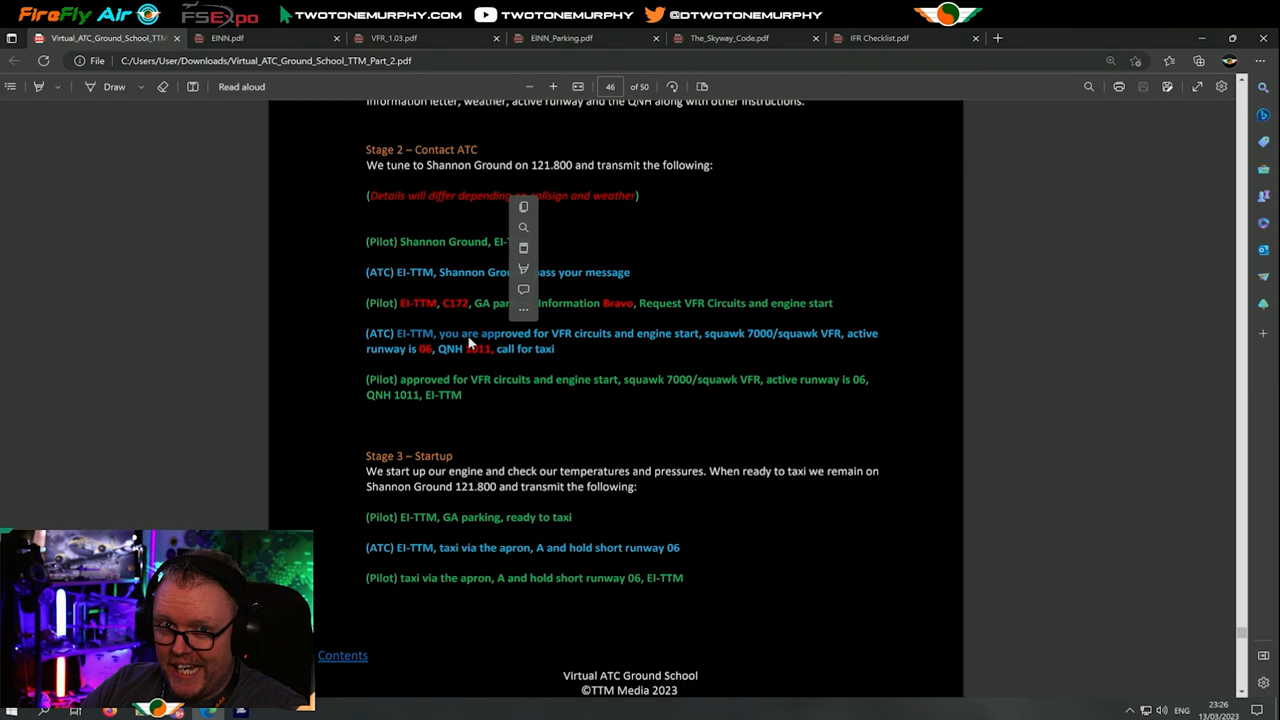 FIREFLY AIR
FSExpo
TWOTONEMURPHY.COM
TWOTONEMURPHY
@DTWOTONEMURPHY
Virtual_ATC_Ground_School_TTM
EINN.pdf
VFR_1.03.pdf
EINN_Parking.pdf
The_Skyway_Code.pdf
IFR Checklist.pdf
File
C:/Users/User/Downloads/Virtual_ATC_Ground_School_TTM_Part_2.pdf
Draw
Read aloud
46 of 50
Information letter, weather, active runway and the QNH along with other instructions.
Stage 2 – Contact ATC
We tune to Shannon Ground on 121.800 and transmit the following:
(Details will differ depending on callsign and weather)
(Pilot) Shannon Ground, EI-
(ATC) EI-TTM, Shannon pass your message
(Pilot) EI-TTM, C172, GA Information Bravo, Request VFR Circuits and engine start
(ATC) EI-TTM, you are approved for VFR circuits and engine start, squawk 7000/squawk VFR, active
runway is 06, QNH 1011, call for taxi
(Pilot) approved for VFR circuits and engine start, squawk 7000/squawk VFR, active runway is 06,
QNH 1011, EI-TTM
Stage 3 – Startup
We start up our engine and check our temperatures and pressures. When ready to taxi we remain on
Shannon Ground 121.800 and transmit the following:
(Pilot) EI-TTM, GA parking, ready to taxi
(ATC) EI-TTM, taxi via the apron, A and hold short runway 06
(Pilot) taxi via the apron, A and hold short runway 06, EI-TTM
Contents
Virtual ATC Ground School
©TTM Media 2023
ENG
23:26
13/03/2023